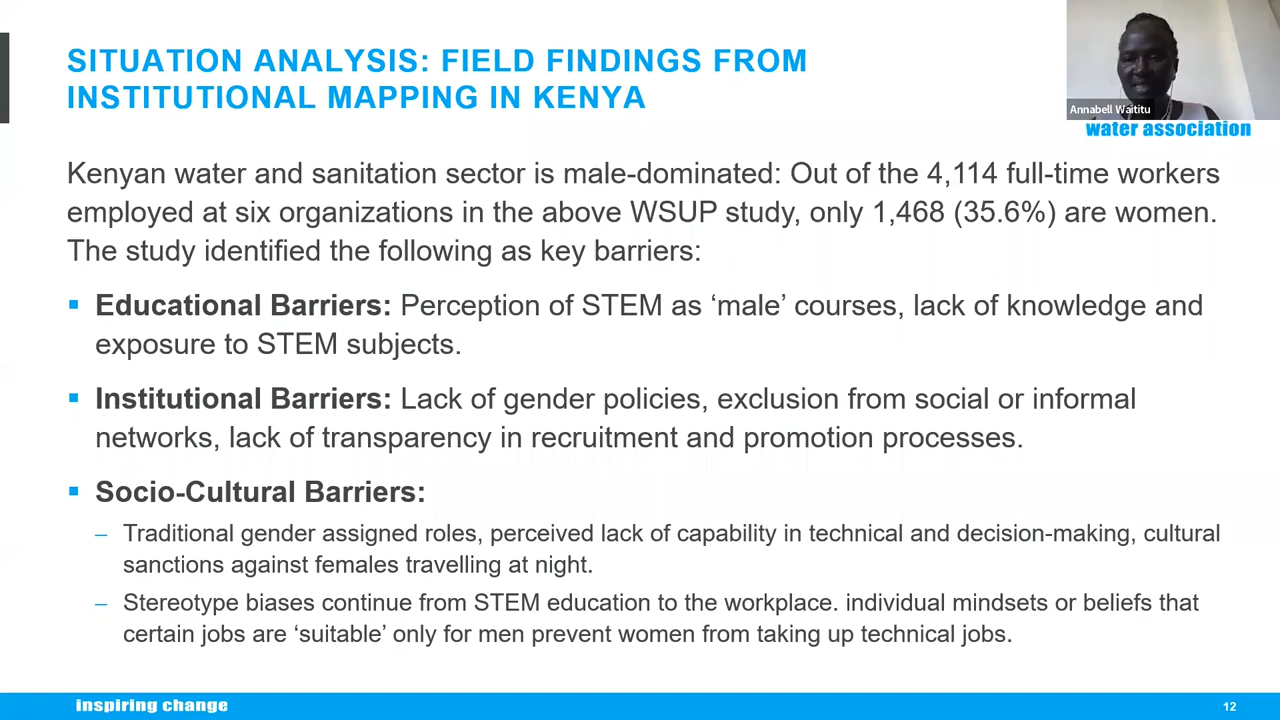 SITUATION ANALYSIS: FIELD FINDINGS FROM
INSTITUTIONAL MAPPING IN KENYA
Annabell Waititu
water association
Kenyan water and sanitation sector is male-dominated: Out of the 4,114 full-time workers
employed at six organizations in the above WSUP study, only 1,468 (35.6%) are women.
The study identified the following as key barriers:
▪ Educational Barriers: Perception of STEM as ‘male’ courses, lack of knowledge and
exposure to STEM subjects.
▪ Institutional Barriers: Lack of gender policies, exclusion from social or informal
networks, lack of transparency in recruitment and promotion processes.
▪ Socio-Cultural Barriers:
– Traditional gender assigned roles, perceived lack of capability in technical and decision-making, cultural
sanctions against females travelling at night.
– Stereotype biases continue from STEM education to the workplace. individual mindsets or beliefs that
certain jobs are ‘suitable’ only for men prevent women from taking up technical jobs.
inspiring change
12